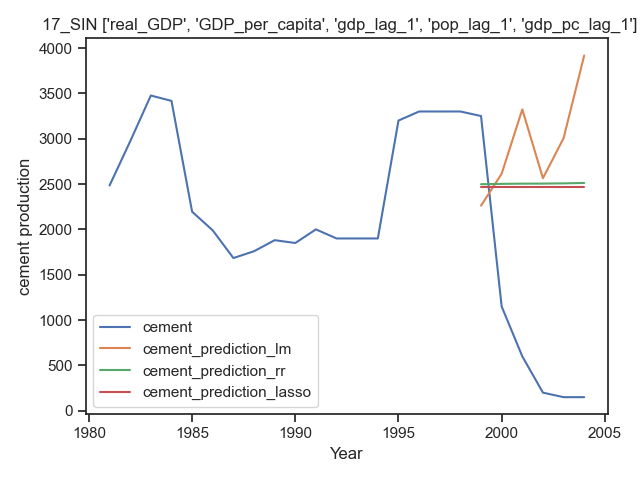 17_SIN ['real_GDP', 'GDP_per_capita', 'gdp_lag_1', 'pop_lag_1', 'gdp_pc_lag_1']
4000
3500
3000
2500
2000
1500
1000
500
0
cement production
cement
cement_prediction_lm
cement_prediction_rr
cement_prediction_lasso
1980 1985 1990 1995 2000 2005
Year